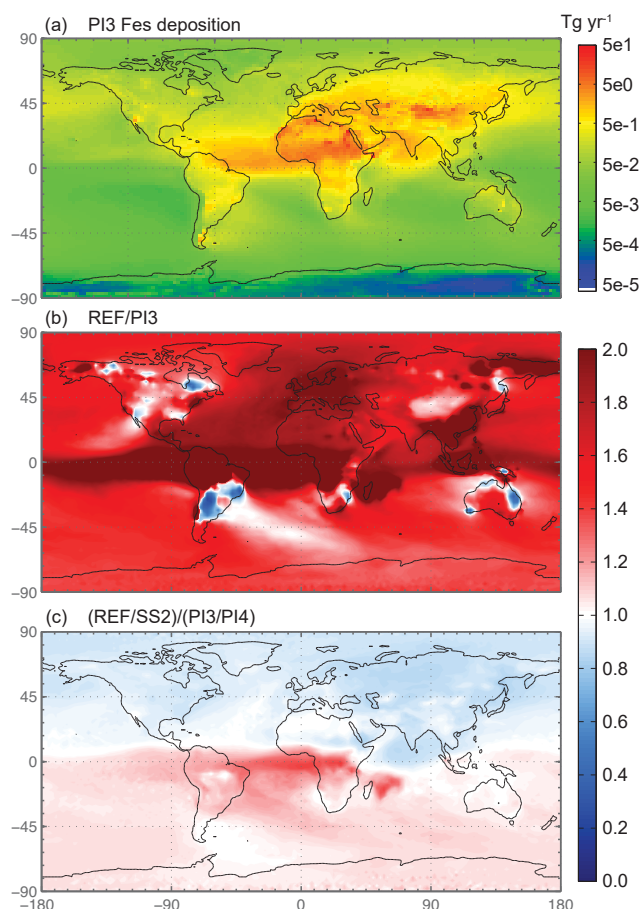 (a) PI3 Fes deposition
Tg yr⁻¹
90
45
0
−45
−90
5e1
5e0
5e-1
5e-2
5e-3
5e-4
5e-5
(b) REF/PI3
90
45
0
−45
−90
(c) (REF/SS2)/(PI3/PI4)
90
45
0
−45
−90
−180 −90 0 90 180
2.0
1.8
1.6
1.4
1.2
1.0
0.8
0.6
0.4
0.2
0.0